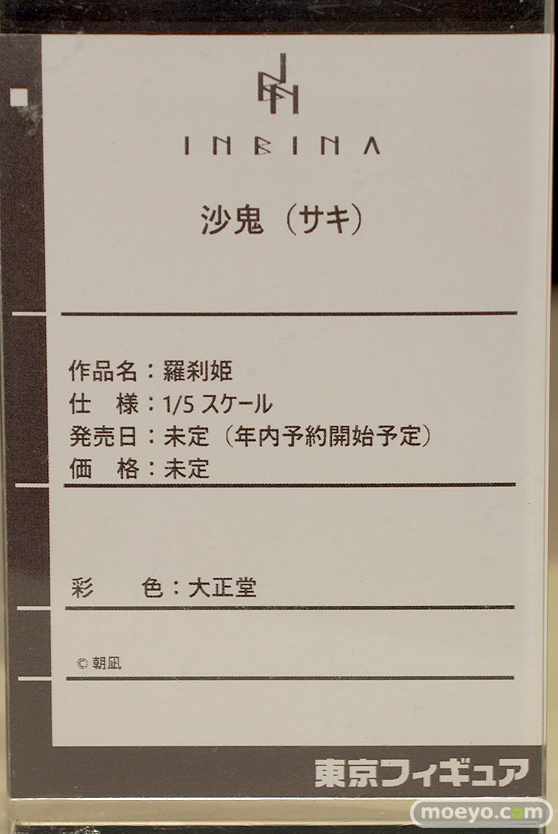 INBINA
沙鬼（サキ）
作品名：羅刹姫
仕　様：1/5 スケール
発売日：未定（年内予約開始予定）
価　格：未定
彩　　色：大正堂
© 朝凪
東京フィギュア
moeyo.com